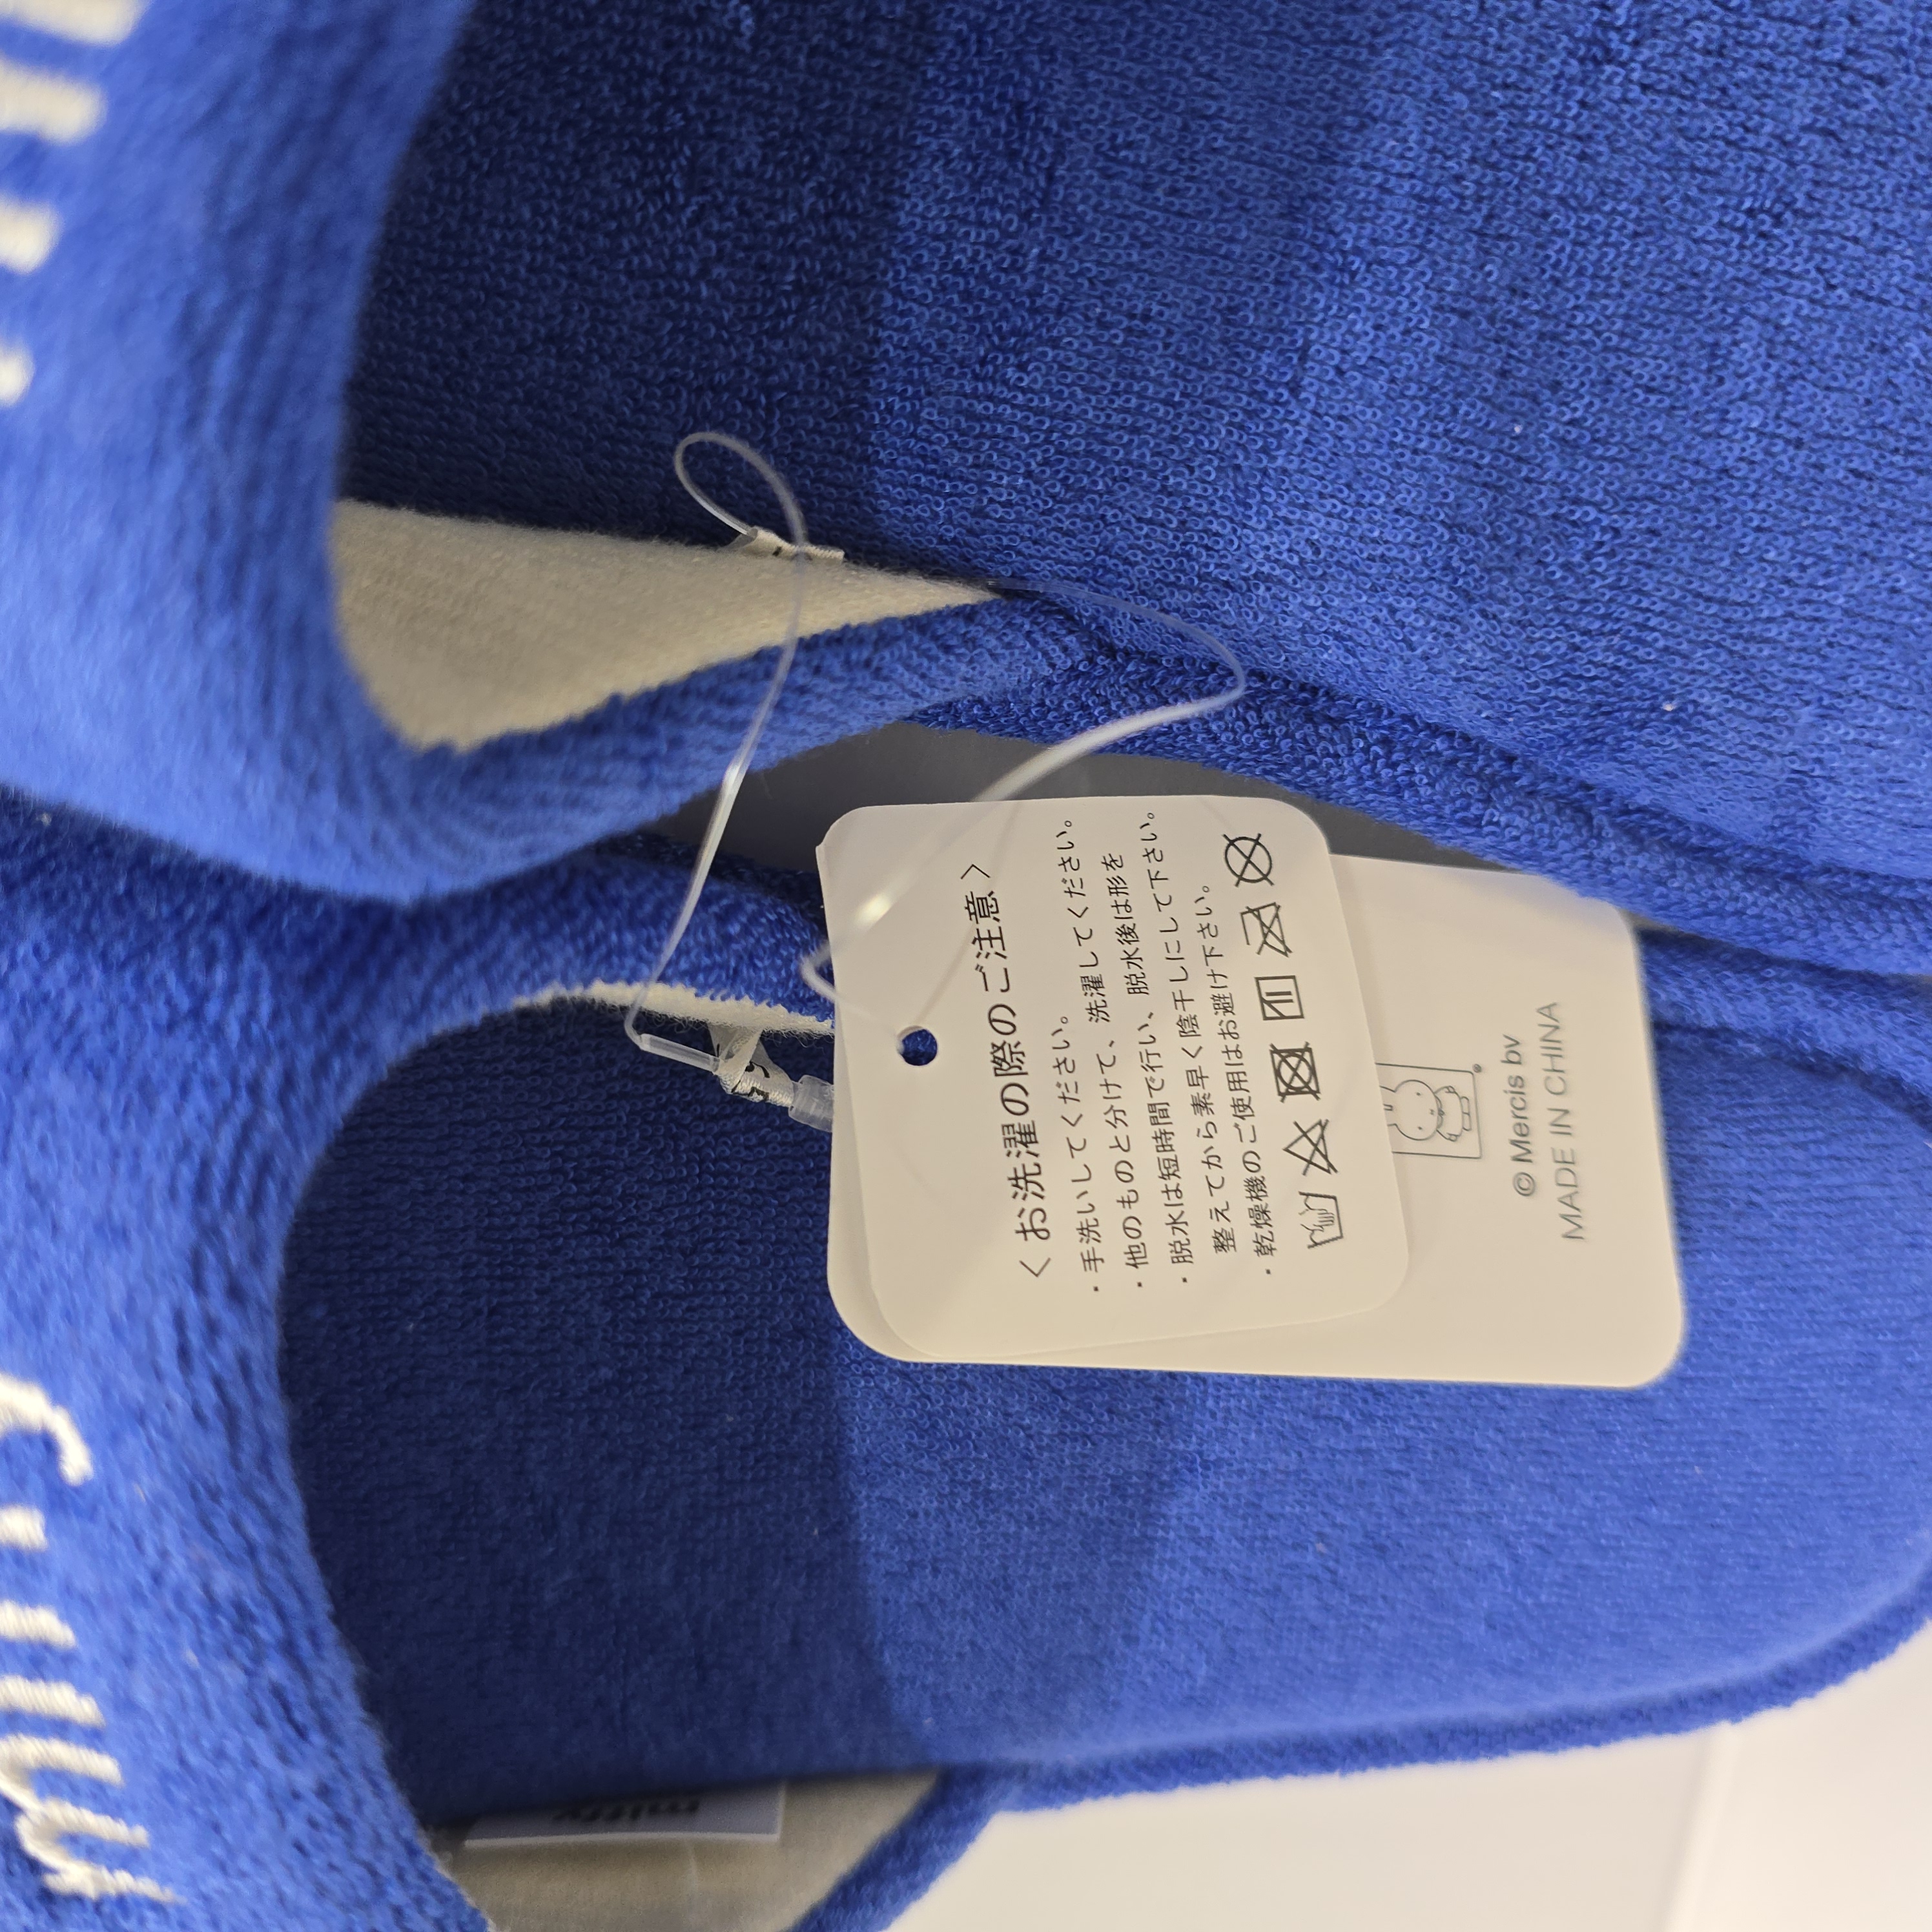 ＜お洗濯の際のご注意＞
・手洗いしてください。
・他のものと分けて、洗濯してください。
・脱水は短時間で行い、脱水後は形を
整えてから素早く陰干しにして下さい。
・乾燥機のご使用はお避け下さい。
© Mercis bv
MADE IN CHINA
miffy